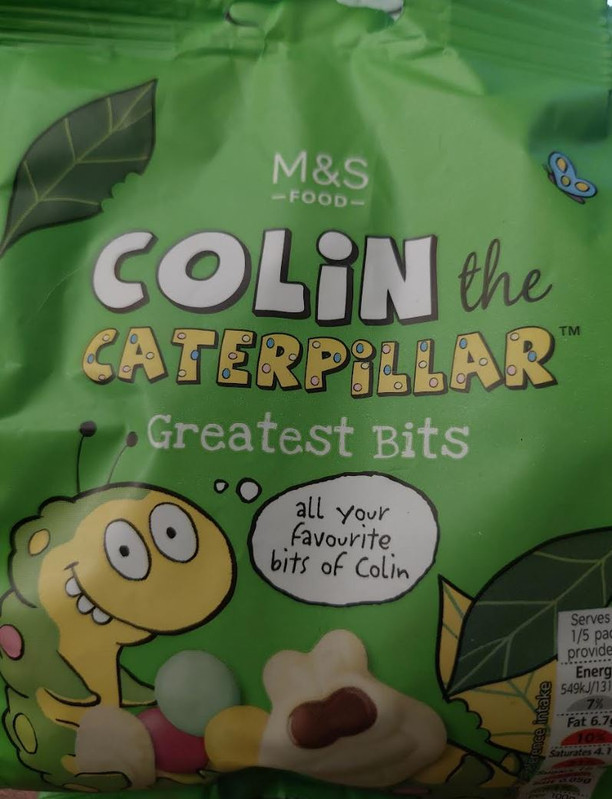 M&S
FOOD
COLiN the
CATERPiLLAR™
Greatest Bits
all your
favourite
bits of Colin
Serves
1/5 pac
provide
Energ
549kJ/131
7%
Fat 6.7g
10%
Saturates 4.1